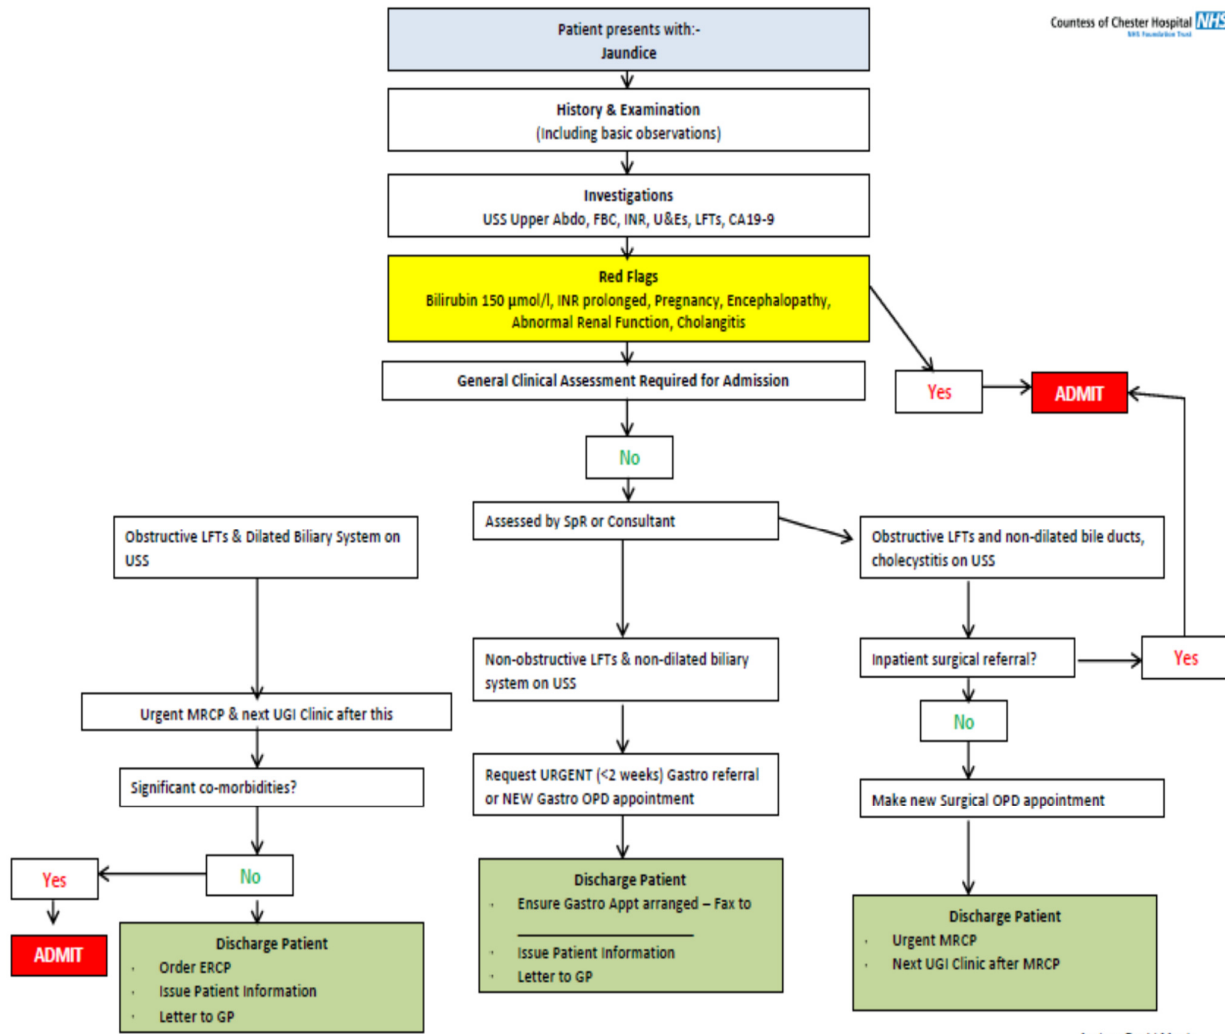 Countess of Chester Hospital NHS
NHS Foundation Trust
Patient presents with:-
Jaundice
History & Examination
(Including basic observations)
Investigations
USS Upper Abdo, FBC, INR, U&Es, LFTs, CA19-9
Red Flags
Bilirubin 150 µmol/l, INR prolonged, Pregnancy, Encephalopathy,
Abnormal Renal Function, Cholangitis
General Clinical Assessment Required for Admission
Yes
ADMIT
No
Assessed by SpR or Consultant
Obstructive LFTs & Dilated Biliary System on
USS
Obstructive LFTs and non-dilated bile ducts,
cholecystitis on USS
Non-obstructive LFTs & non-dilated biliary
system on USS
Inpatient surgical referral?
Yes
Urgent MRCP & next UGI Clinic after this
No
Significant co-morbidities?
Request URGENT (<2 weeks) Gastro referral
or NEW Gastro OPD appointment
Make new Surgical OPD appointment
Yes
No
ADMIT
Discharge Patient
· Order ERCP
· Issue Patient Information
· Letter to GP
Discharge Patient
· Ensure Gastro Appt arranged – Fax to
· Issue Patient Information
· Letter to GP
Discharge Patient
· Urgent MRCP
· Next UGI Clinic after MRCP